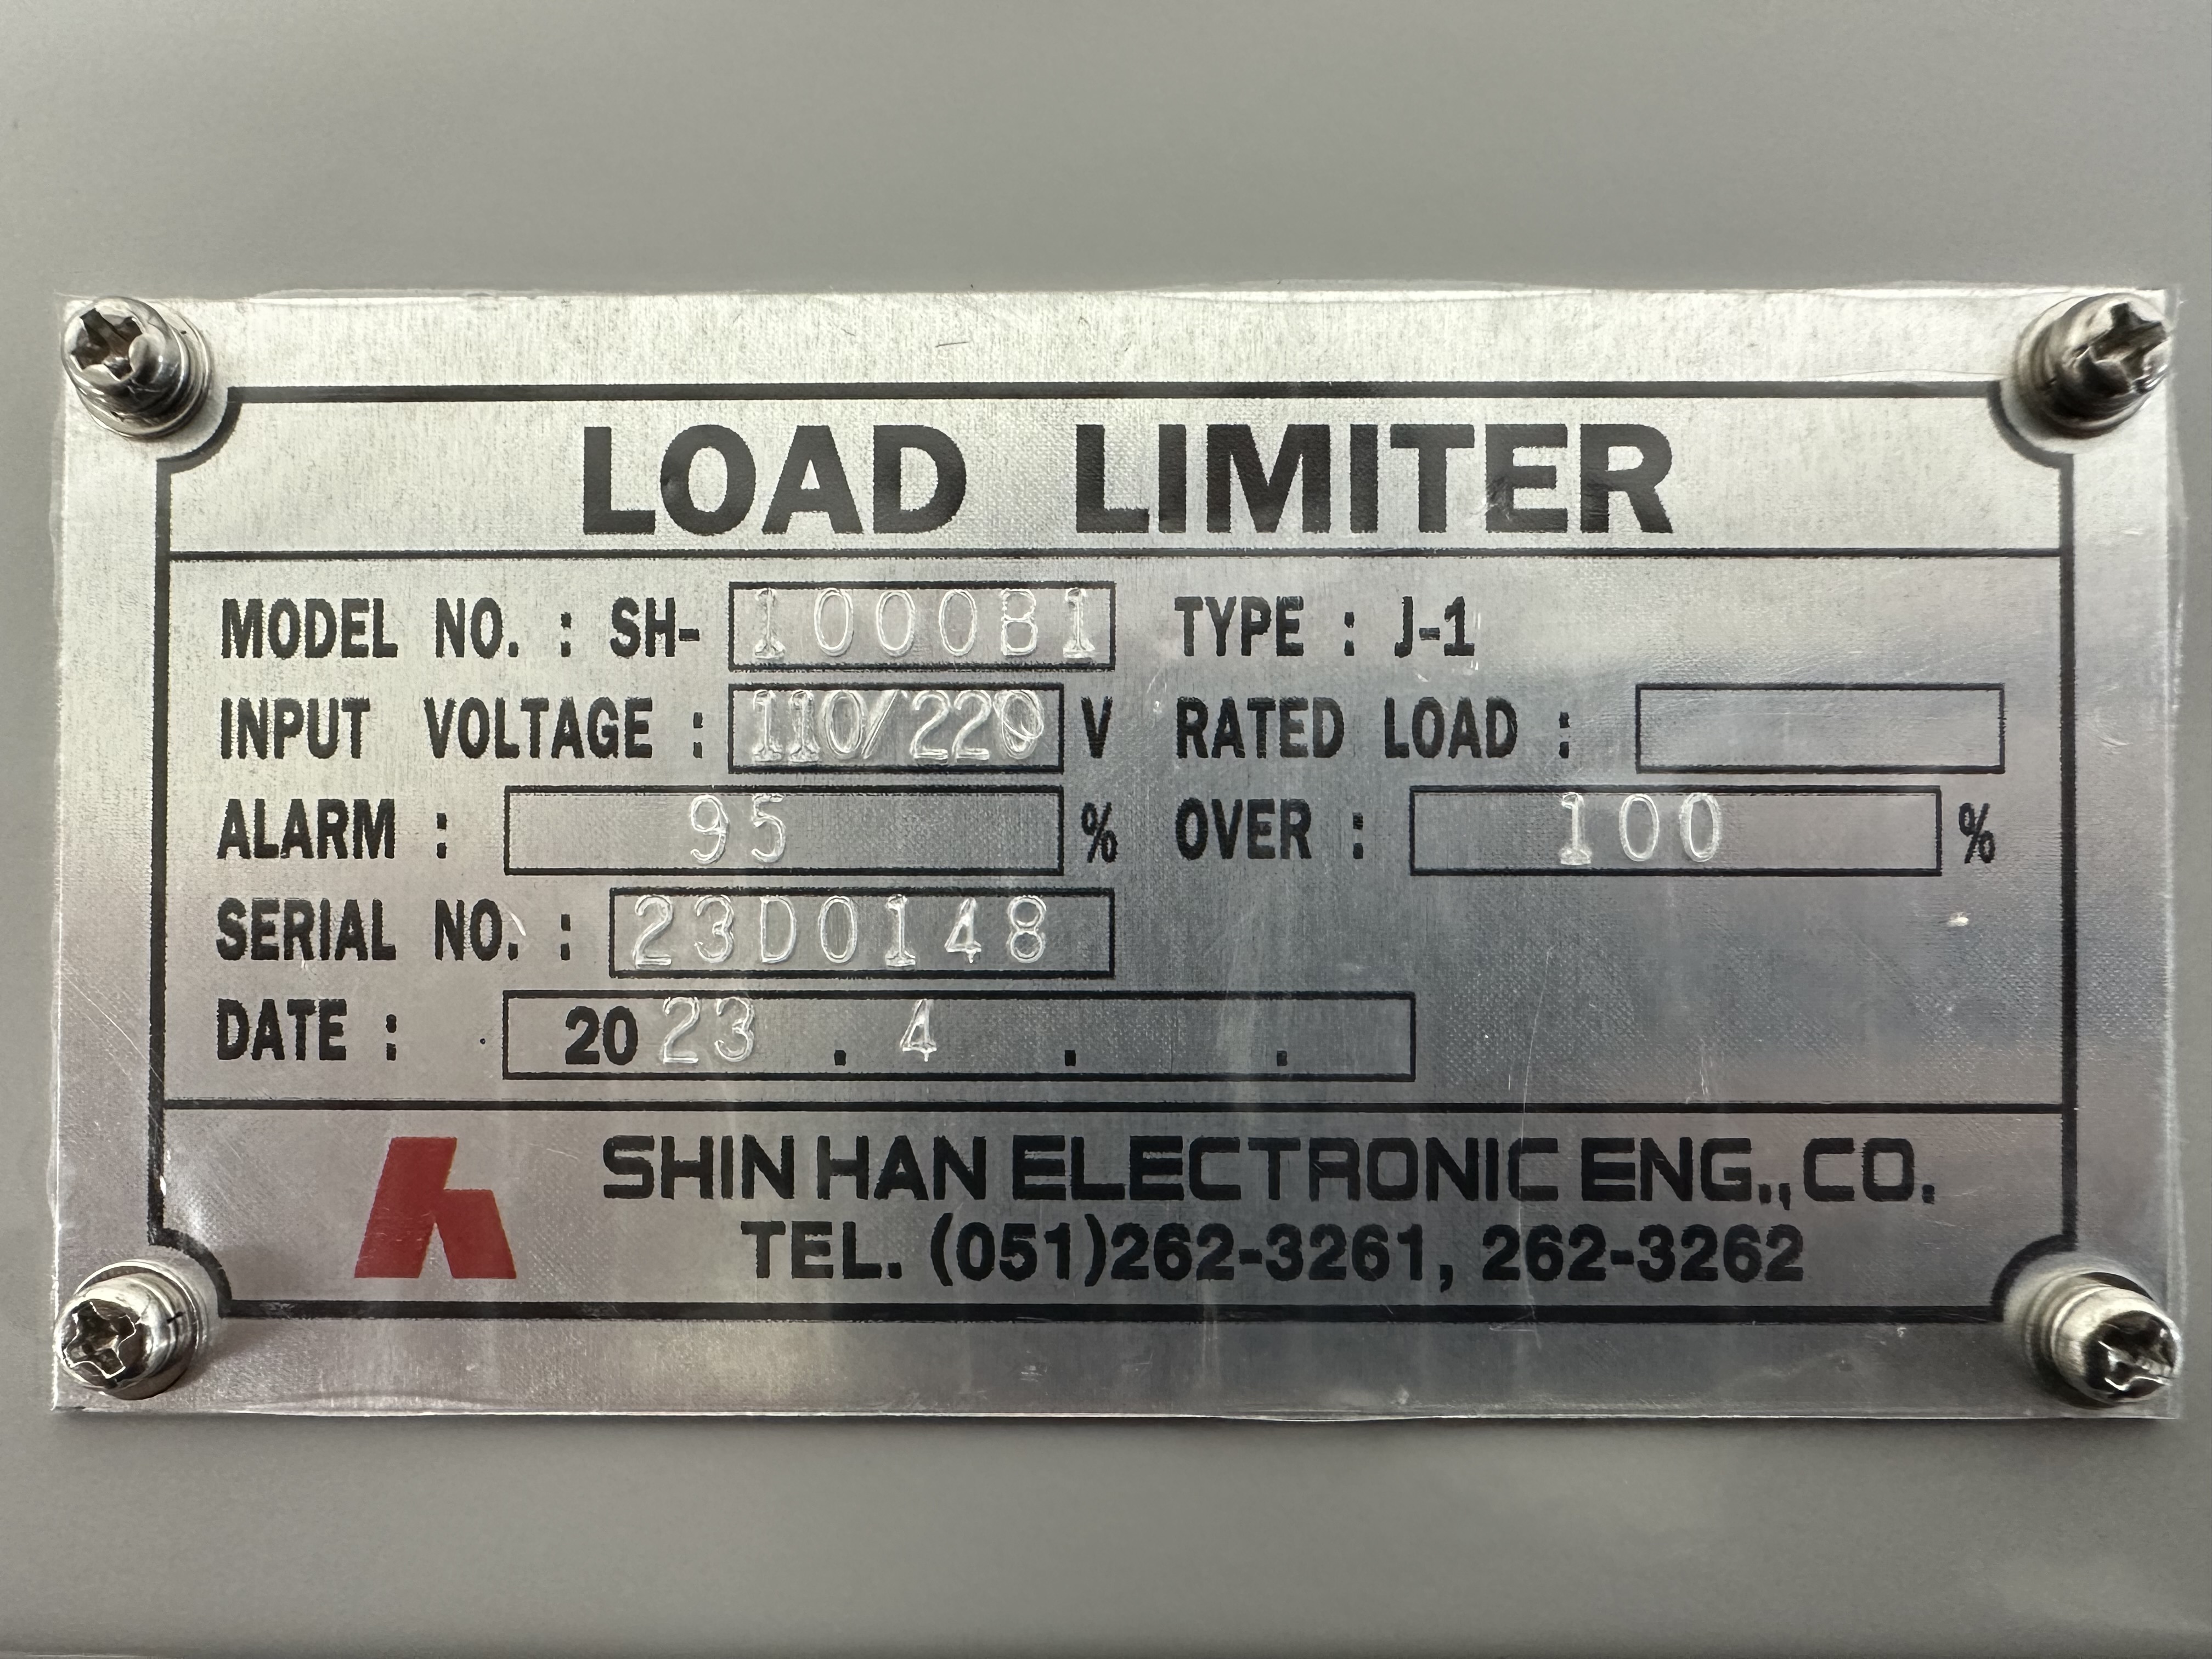 LOAD LIMITER
MODEL NO. : SH- 1000B1 TYPE : J-1
INPUT VOLTAGE : 110/220 V RATED LOAD :
ALARM : 95 % OVER : 100 %
SERIAL NO. : 23D0148
DATE : 2023 . 4 . .
SHIN HAN ELECTRONIC ENG., CO.
TEL. (051)262-3261, 262-3262